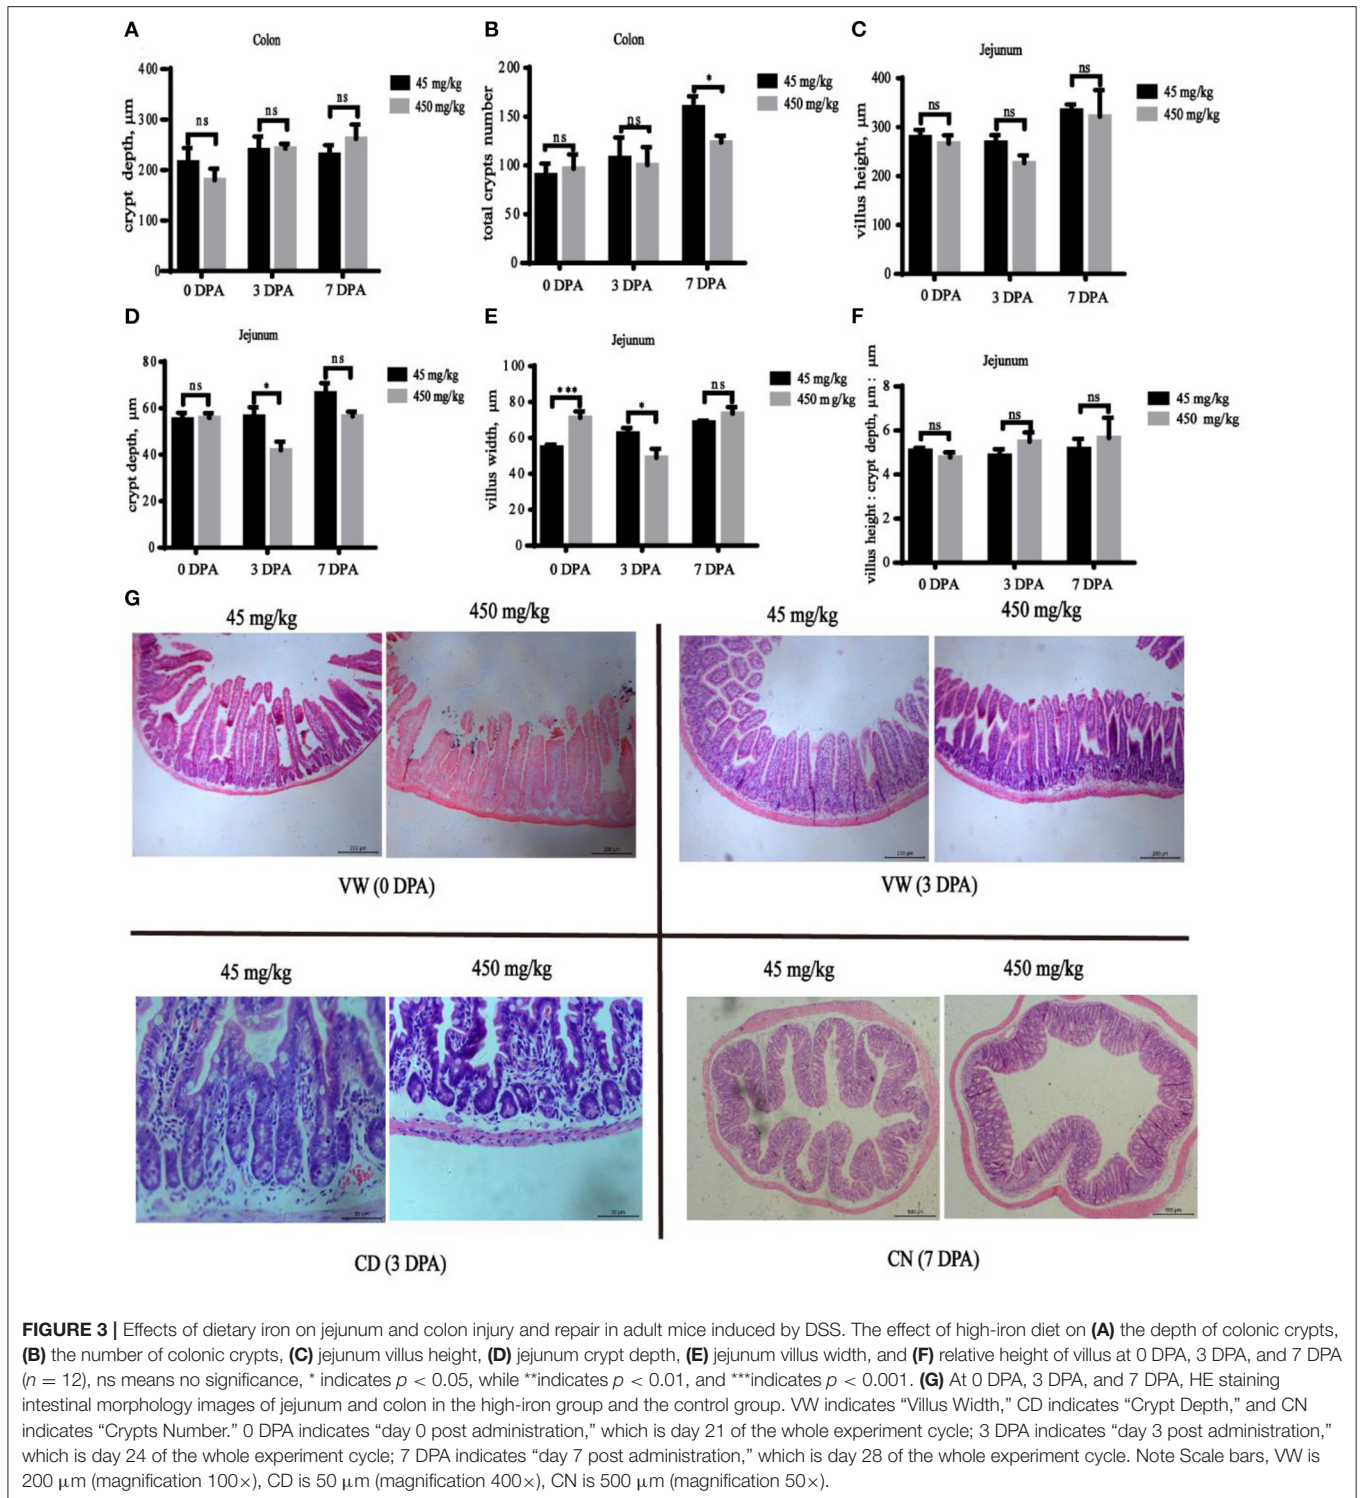 A
Colon
crypt depth, μm
400
300
200
100
0
ns
ns
ns
0 DPA
3 DPA
7 DPA
45 mg/kg
450 mg/kg
B
Colon
total crypts number
200
150
100
50
0
ns
ns
*
0 DPA
3 DPA
7 DPA
45 mg/kg
450 mg/kg
C
Jejunum
villus height, μm
400
300
200
100
0
ns
ns
ns
0 DPA
3 DPA
7 DPA
45 mg/kg
450 mg/kg
D
Jejunum
crypt depth, μm
80
60
40
20
0
ns
*
ns
0 DPA
3 DPA
7 DPA
45 mg/kg
450 mg/kg
E
Jejunum
villus width, μm
100
80
60
40
20
0
***
*
ns
0 DPA
3 DPA
7 DPA
45 mg/kg
450 mg/kg
F
Jejunum
villus height : crypt depth, μm : μm
8
6
4
2
0
ns
ns
ns
0 DPA
3 DPA
7 DPA
45 mg/kg
450 mg/kg
G
45 mg/kg
450 mg/kg
200 μm
200 μm
VW (0 DPA)
45 mg/kg
450 mg/kg
200 μm
200 μm
VW (3 DPA)
45 mg/kg
450 mg/kg
50 μm
50 μm
CD (3 DPA)
45 mg/kg
450 mg/kg
500 μm
500 μm
CN (7 DPA)
FIGURE 3 | Effects of dietary iron on jejunum and colon injury and repair in adult mice induced by DSS. The effect of high-iron diet on (A) the depth of colonic crypts,
(B) the number of colonic crypts, (C) jejunum villus height, (D) jejunum crypt depth, (E) jejunum villus width, and (F) relative height of villus at 0 DPA, 3 DPA, and 7 DPA
(n = 12), ns means no significance, * indicates p < 0.05, while **indicates p < 0.01, and ***indicates p < 0.001. (G) At 0 DPA, 3 DPA, and 7 DPA, HE staining
intestinal morphology images of jejunum and colon in the high-iron group and the control group. VW indicates “Villus Width,” CD indicates “Crypt Depth,” and CN
indicates “Crypts Number.” 0 DPA indicates “day 0 post administration,” which is day 21 of the whole experiment cycle; 3 DPA indicates “day 3 post administration,”
which is day 24 of the whole experiment cycle; 7 DPA indicates “day 7 post administration,” which is day 28 of the whole experiment cycle. Note Scale bars, VW is
200 μm (magnification 100×), CD is 50 μm (magnification 400×), CN is 500 μm (magnification 50×).